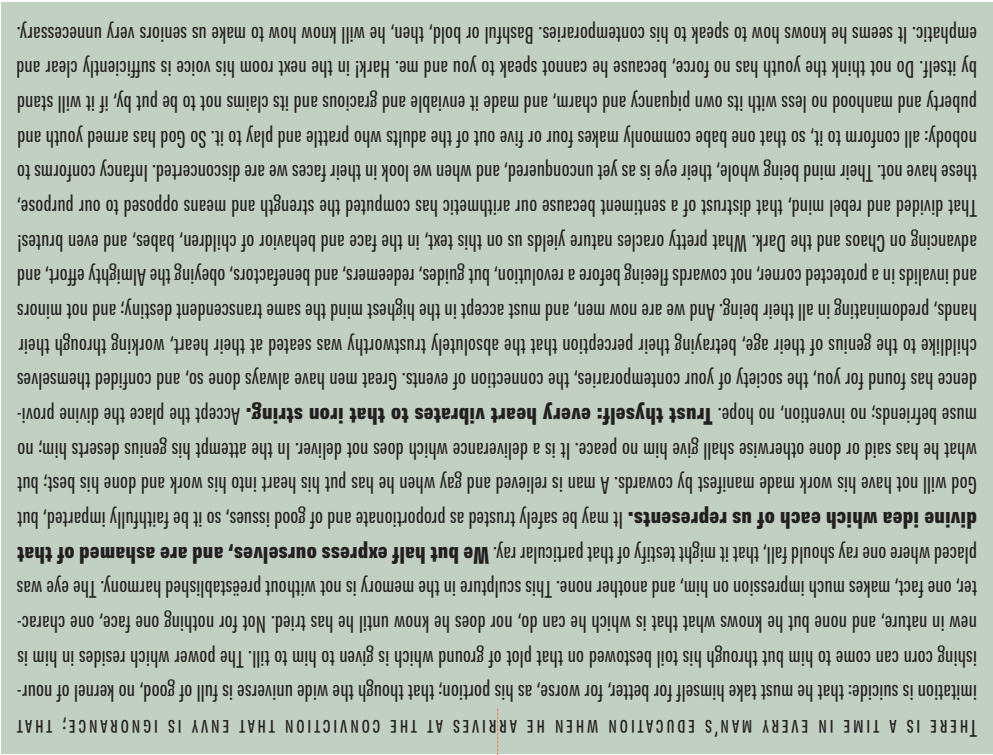 THERE IS A TIME IN EVERY MAN'S EDUCATION WHEN HE ARRIVES AT THE CONVICTION THAT ENVY IS IGNORANCE; THAT
imitation is suicide: that he must take himself for better, for worse, as his portion; that though the wide universe is full of good, no kernel of nour-
ishing corn can come to him but through his toil bestowed on that plot of ground which is given to him to till. The power which resides in him is
new in nature, and none but he knows what that is which he can do, nor does he know until he has tried. Not for nothing one face, one charac-
ter, one fact, makes much impression on him, and another none. This sculpture in the memory is not without preëstablished harmony. The eye was
placed where one ray should fall, that it might testify of that particular ray. We but half express ourselves, and are ashamed of that
divine idea which each of us represents. It may be safely trusted as proportionate and of good issues, so it be faithfully imparted, but
God will not have his work made manifest by cowards. A man is relieved and gay when he has put his heart into his work and done his best; but
what he has said or done otherwise shall give him no peace. It is a deliverance which does not deliver. In the attempt his genius deserts him; no
muse befriends; no invention, no hope. Trust thyself: every heart vibrates to that iron string. Accept the place the divine provi-
dence has found for you, the society of your contemporaries, the connection of events. Great men have always done so, and confided themselves
childlike to the genius of their age, betraying their perception that the absolutely trustworthy was seated at their heart, working through their
hands, predominating in all their being. And we are now men, and must accept in the highest mind the same transcendent destiny; and not minors
and invalids in a protected corner, not cowards fleeing before a revolution, but guides, redeemers, and benefactors, obeying the Almighty effort, and
advancing on Chaos and the Dark. What pretty oracles nature yields us on this text, in the face and behavior of children, babes, and even brutes!
That divided and rebel mind, that distrust of a sentiment because our arithmetic has computed the strength and means opposed to our purpose,
these have not. Their mind being whole, their eye is as yet unconquered, and when we look in their faces we are disconcerted. Infancy conforms to
nobody: all conform to it, so that one babe commonly makes four or five out of the adults who prattle and play to it. So God has armed youth and
puberty and manhood no less with its own piquancy and charm, and made it enviable and gracious and its claims not to be put by, if it will stand
by itself. Do not think the youth has no force, because he cannot speak to you and me. Hark! in the next room his voice is sufficiently clear and
emphatic. It seems he knows how to speak to his contemporaries. Bashful or bold, then, he will know how to make us seniors very unnecessary.